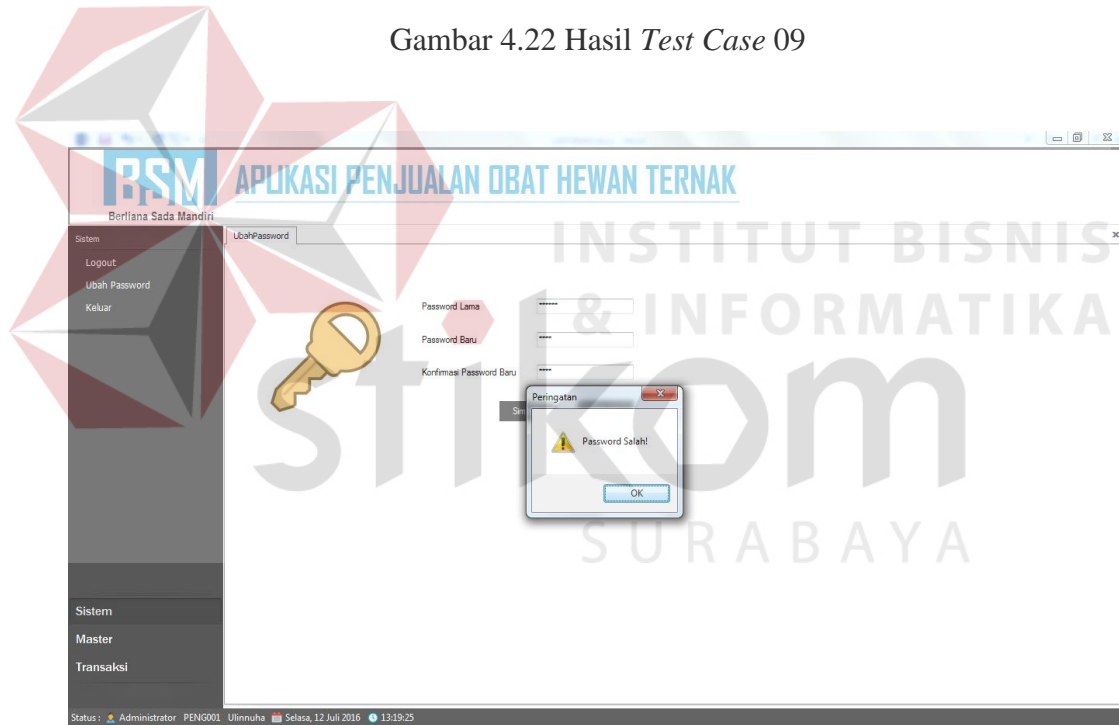 Gambar 4.22 Hasil Test Case 09
BSM
Berliana Sada Mandiri
APLIKASI PENJUALAN OBAT HEWAN TERNAK
Sistem
Logout
Ubah Password
Keluar
UbahPassword
INSTITUT BISNIS
& INFORMATIKA
stikom
SURABAYA
Password Lama
******
Password Baru
****
Konfirmasi Password Baru
****
Sim
Peringatan
Password Salah!
OK
Sistem
Master
Transaksi
Status : Administrator PENG001 Ulinnuha Selasa, 12 Juli 2016 13:19:25